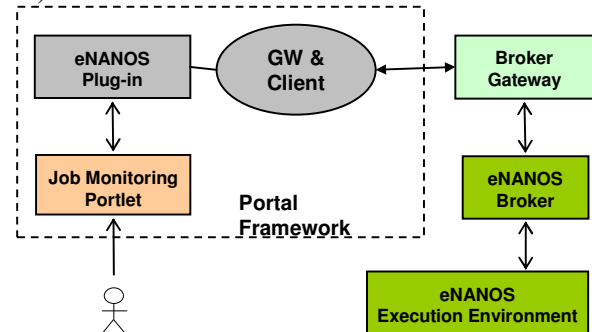 eNANOS
Plug-in
GW &
Client
Broker
Gateway
Job Monitoring
Portlet
eNANOS
Broker
Portal
Framework
eNANOS
Execution Environment